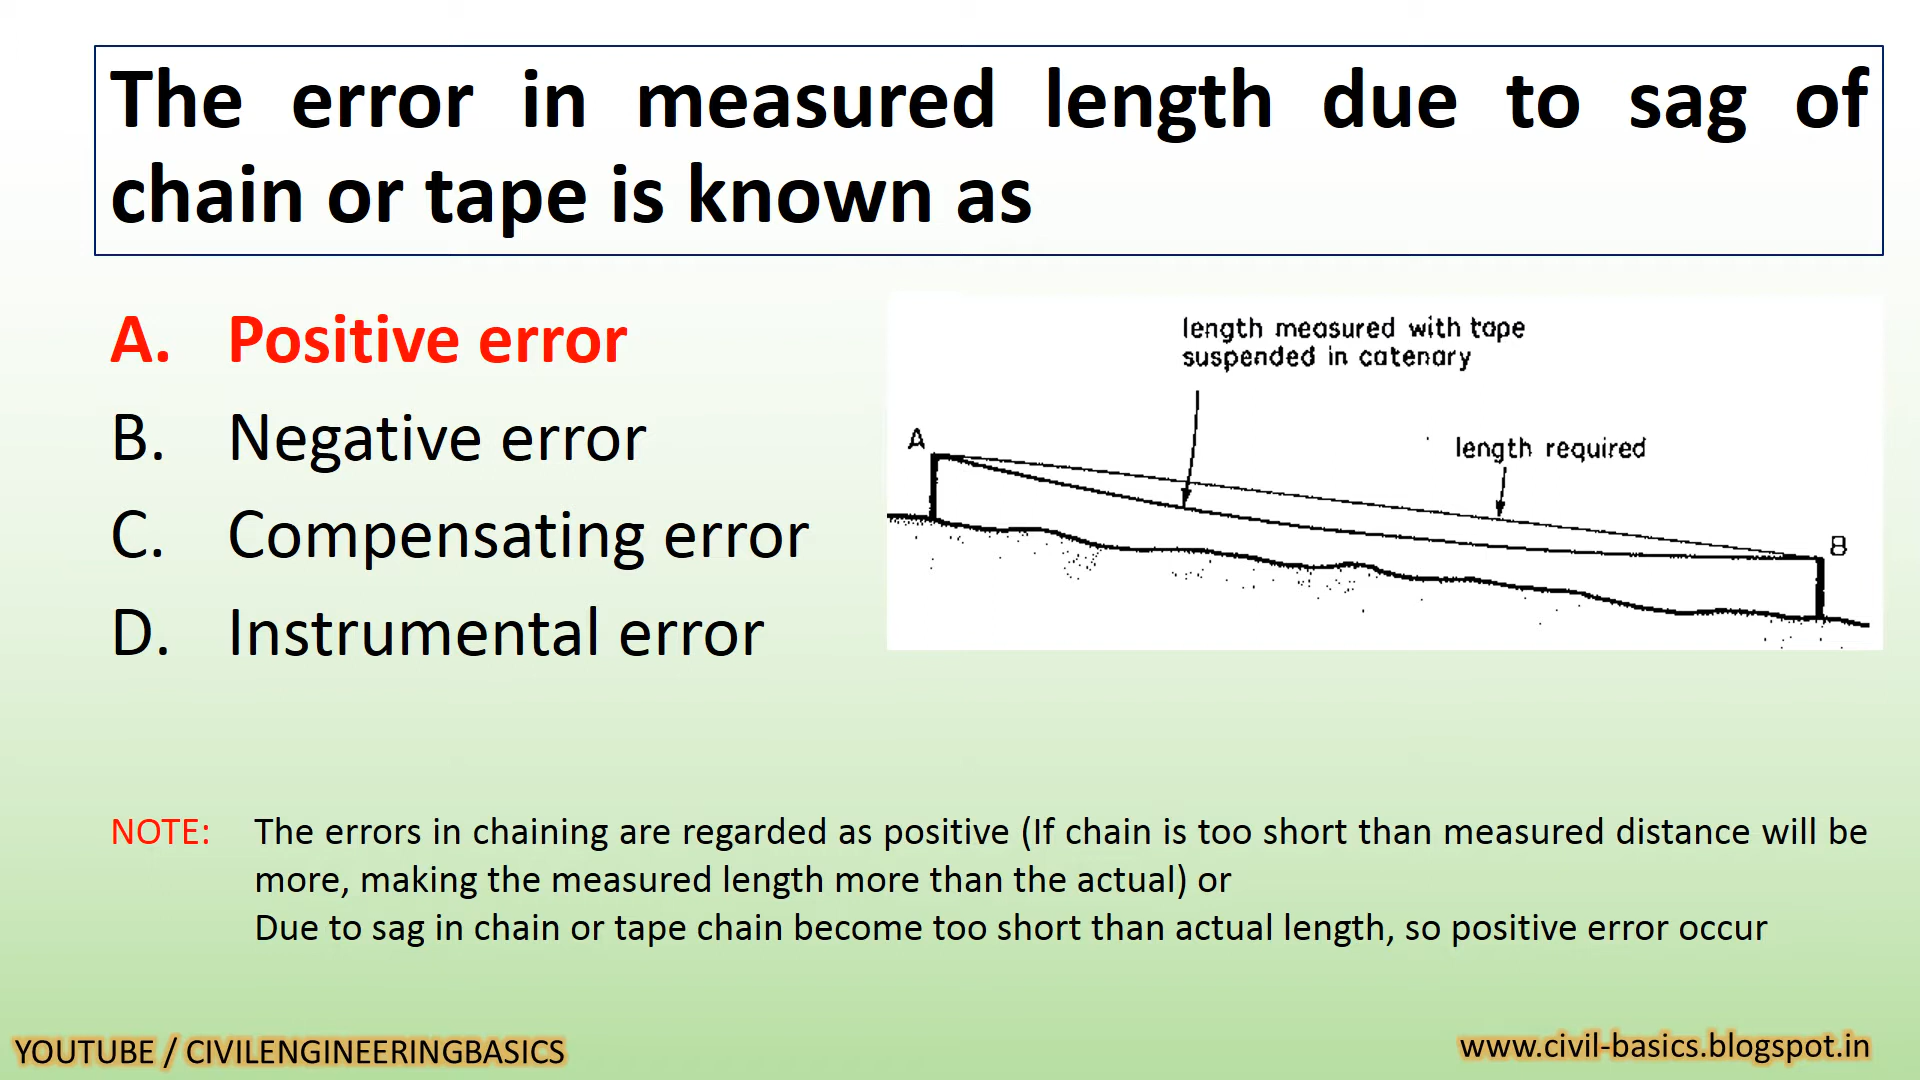 The error in measured length due to sag of
chain or tape is known as
A. Positive error
B. Negative error
C. Compensating error
D. Instrumental error
length measured with tape
suspended in catenary
length required
A
B
NOTE: The errors in chaining are regarded as positive (If chain is too short than measured distance will be
more, making the measured length more than the actual) or
Due to sag in chain or tape chain become too short than actual length, so positive error occur
YOUTUBE / CIVILENGINEERINGBASICS
www.civil-basics.blogspot.in